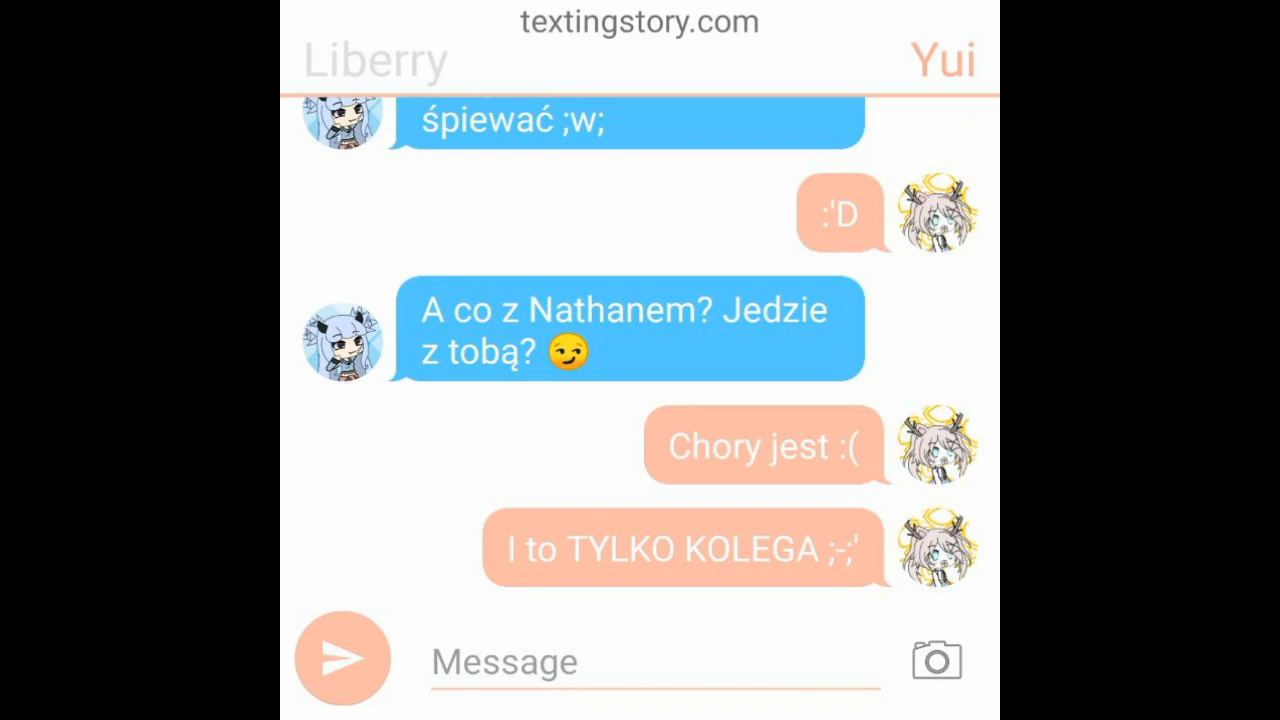 textingstory.com
Liberry
Yui
śpiewać ;w;
:'D
A co z Nathanem? Jedzie
z tobą? 😏
Chory jest :(
I to TYLKO KOLEGA ;-;'
Message